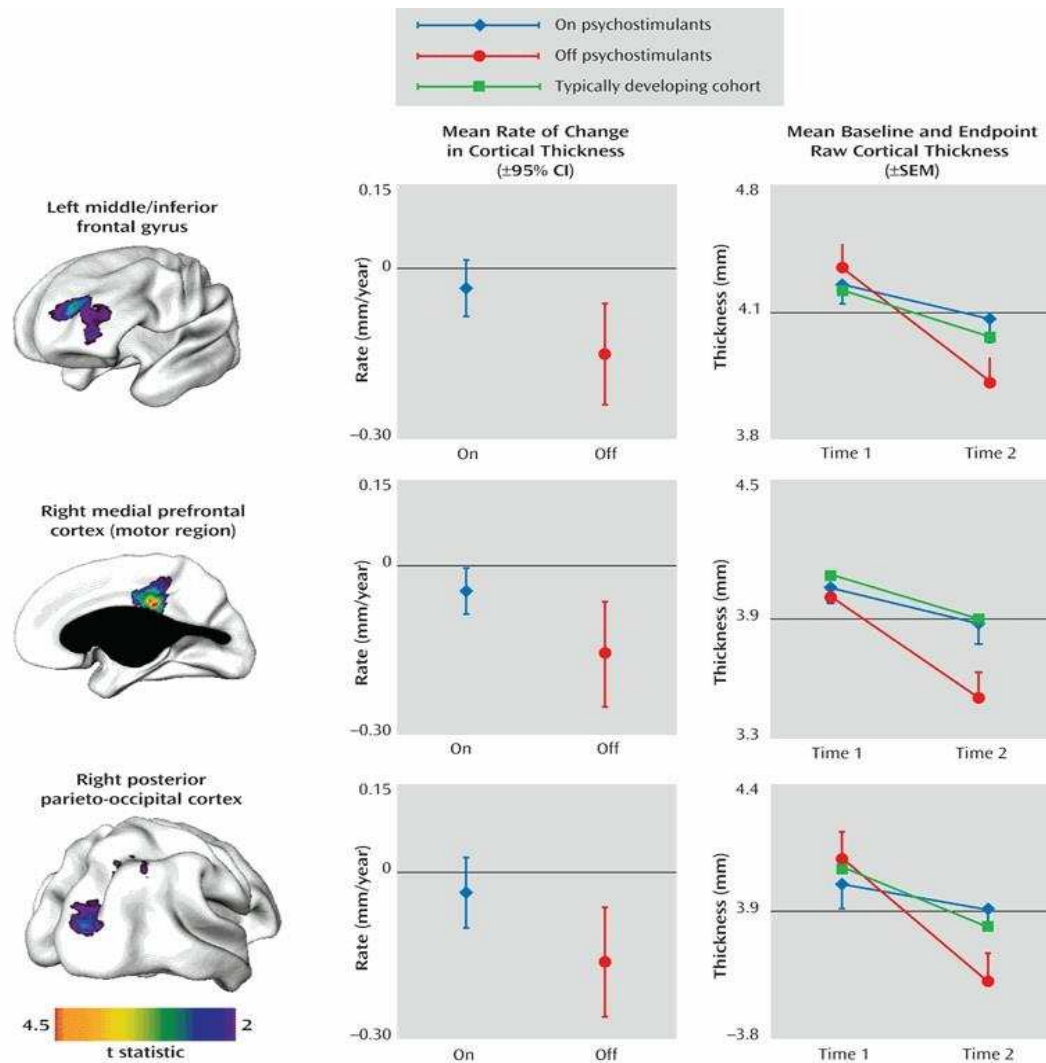 On psychostimulants
Off psychostimulants
Typically developing cohort
Mean Rate of Change
in Cortical Thickness
(±95% CI)
Mean Baseline and Endpoint
Raw Cortical Thickness
(±SEM)
Left middle/inferior
frontal gyrus
0.15
0
−0.30
Rate (mm/year)
On
Off
4.8
4.1
3.8
Thickness (mm)
Time 1
Time 2
Right medial prefrontal
cortex (motor region)
0.15
0
−0.30
Rate (mm/year)
On
Off
4.5
3.9
3.3
Thickness (mm)
Time 1
Time 2
Right posterior
parieto-occipital cortex
4.5
2
t statistic
0.15
0
−0.30
Rate (mm/year)
On
Off
4.4
3.9
−3.8
Thickness (mm)
Time 1
Time 2